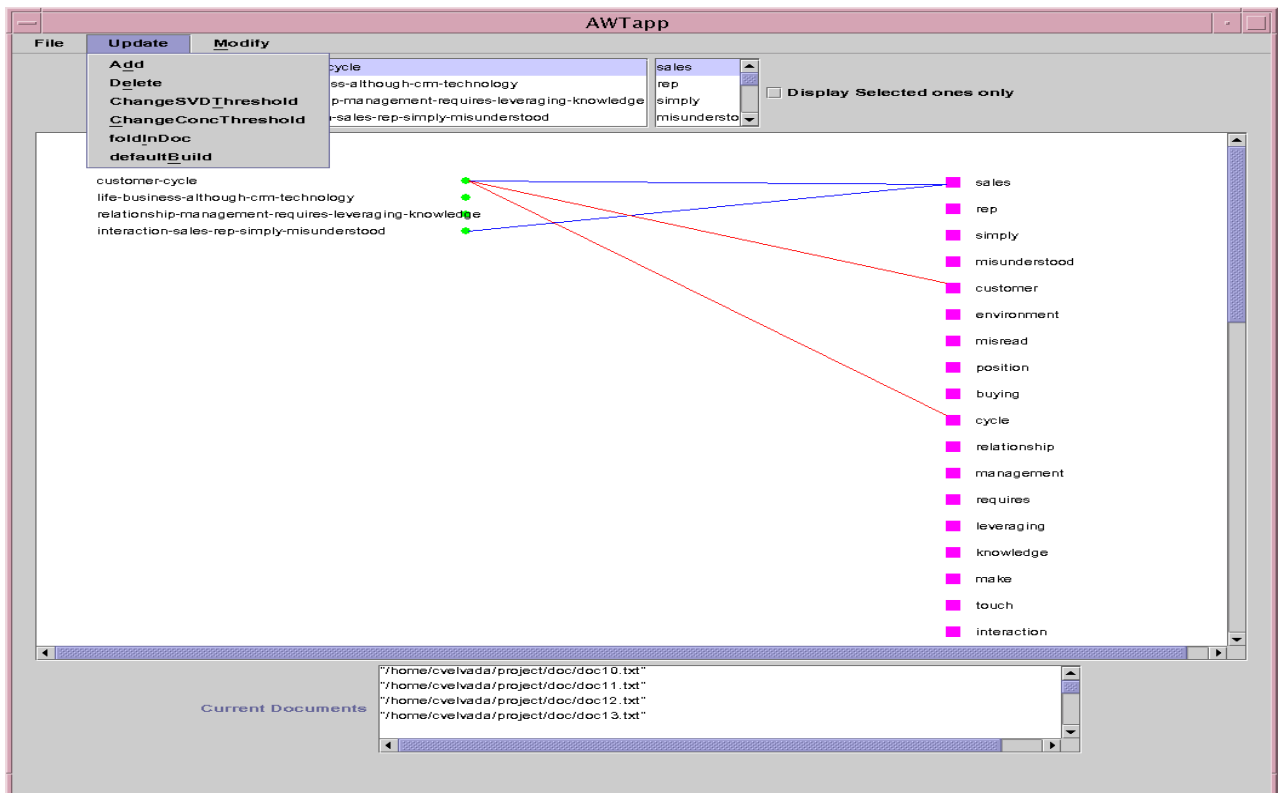 AWTapp
File Update Modify
Add
Delete
ChangeSVDThreshold
ChangeConcThreshold
foldInDoc
defaultBuild
cycle
ss-although-crm-technology
p-management-requires-leveraging-knowledge
-sales-rep-simply-misunderstood
sales
rep
simply
misundersto
Display Selected ones only
customer-cycle
life-business-although-crm-technology
relationship-management-requires-leveraging-knowledge
interaction-sales-rep-simply-misunderstood
sales
rep
simply
misunderstood
customer
environment
misread
position
buying
cycle
relationship
management
requires
leveraging
knowledge
make
touch
interaction
Current Documents
"/home/cvelvada/project/doc/doc10.txt"
"/home/cvelvada/project/doc/doc11.txt"
"/home/cvelvada/project/doc/doc12.txt"
"/home/cvelvada/project/doc/doc13.txt"